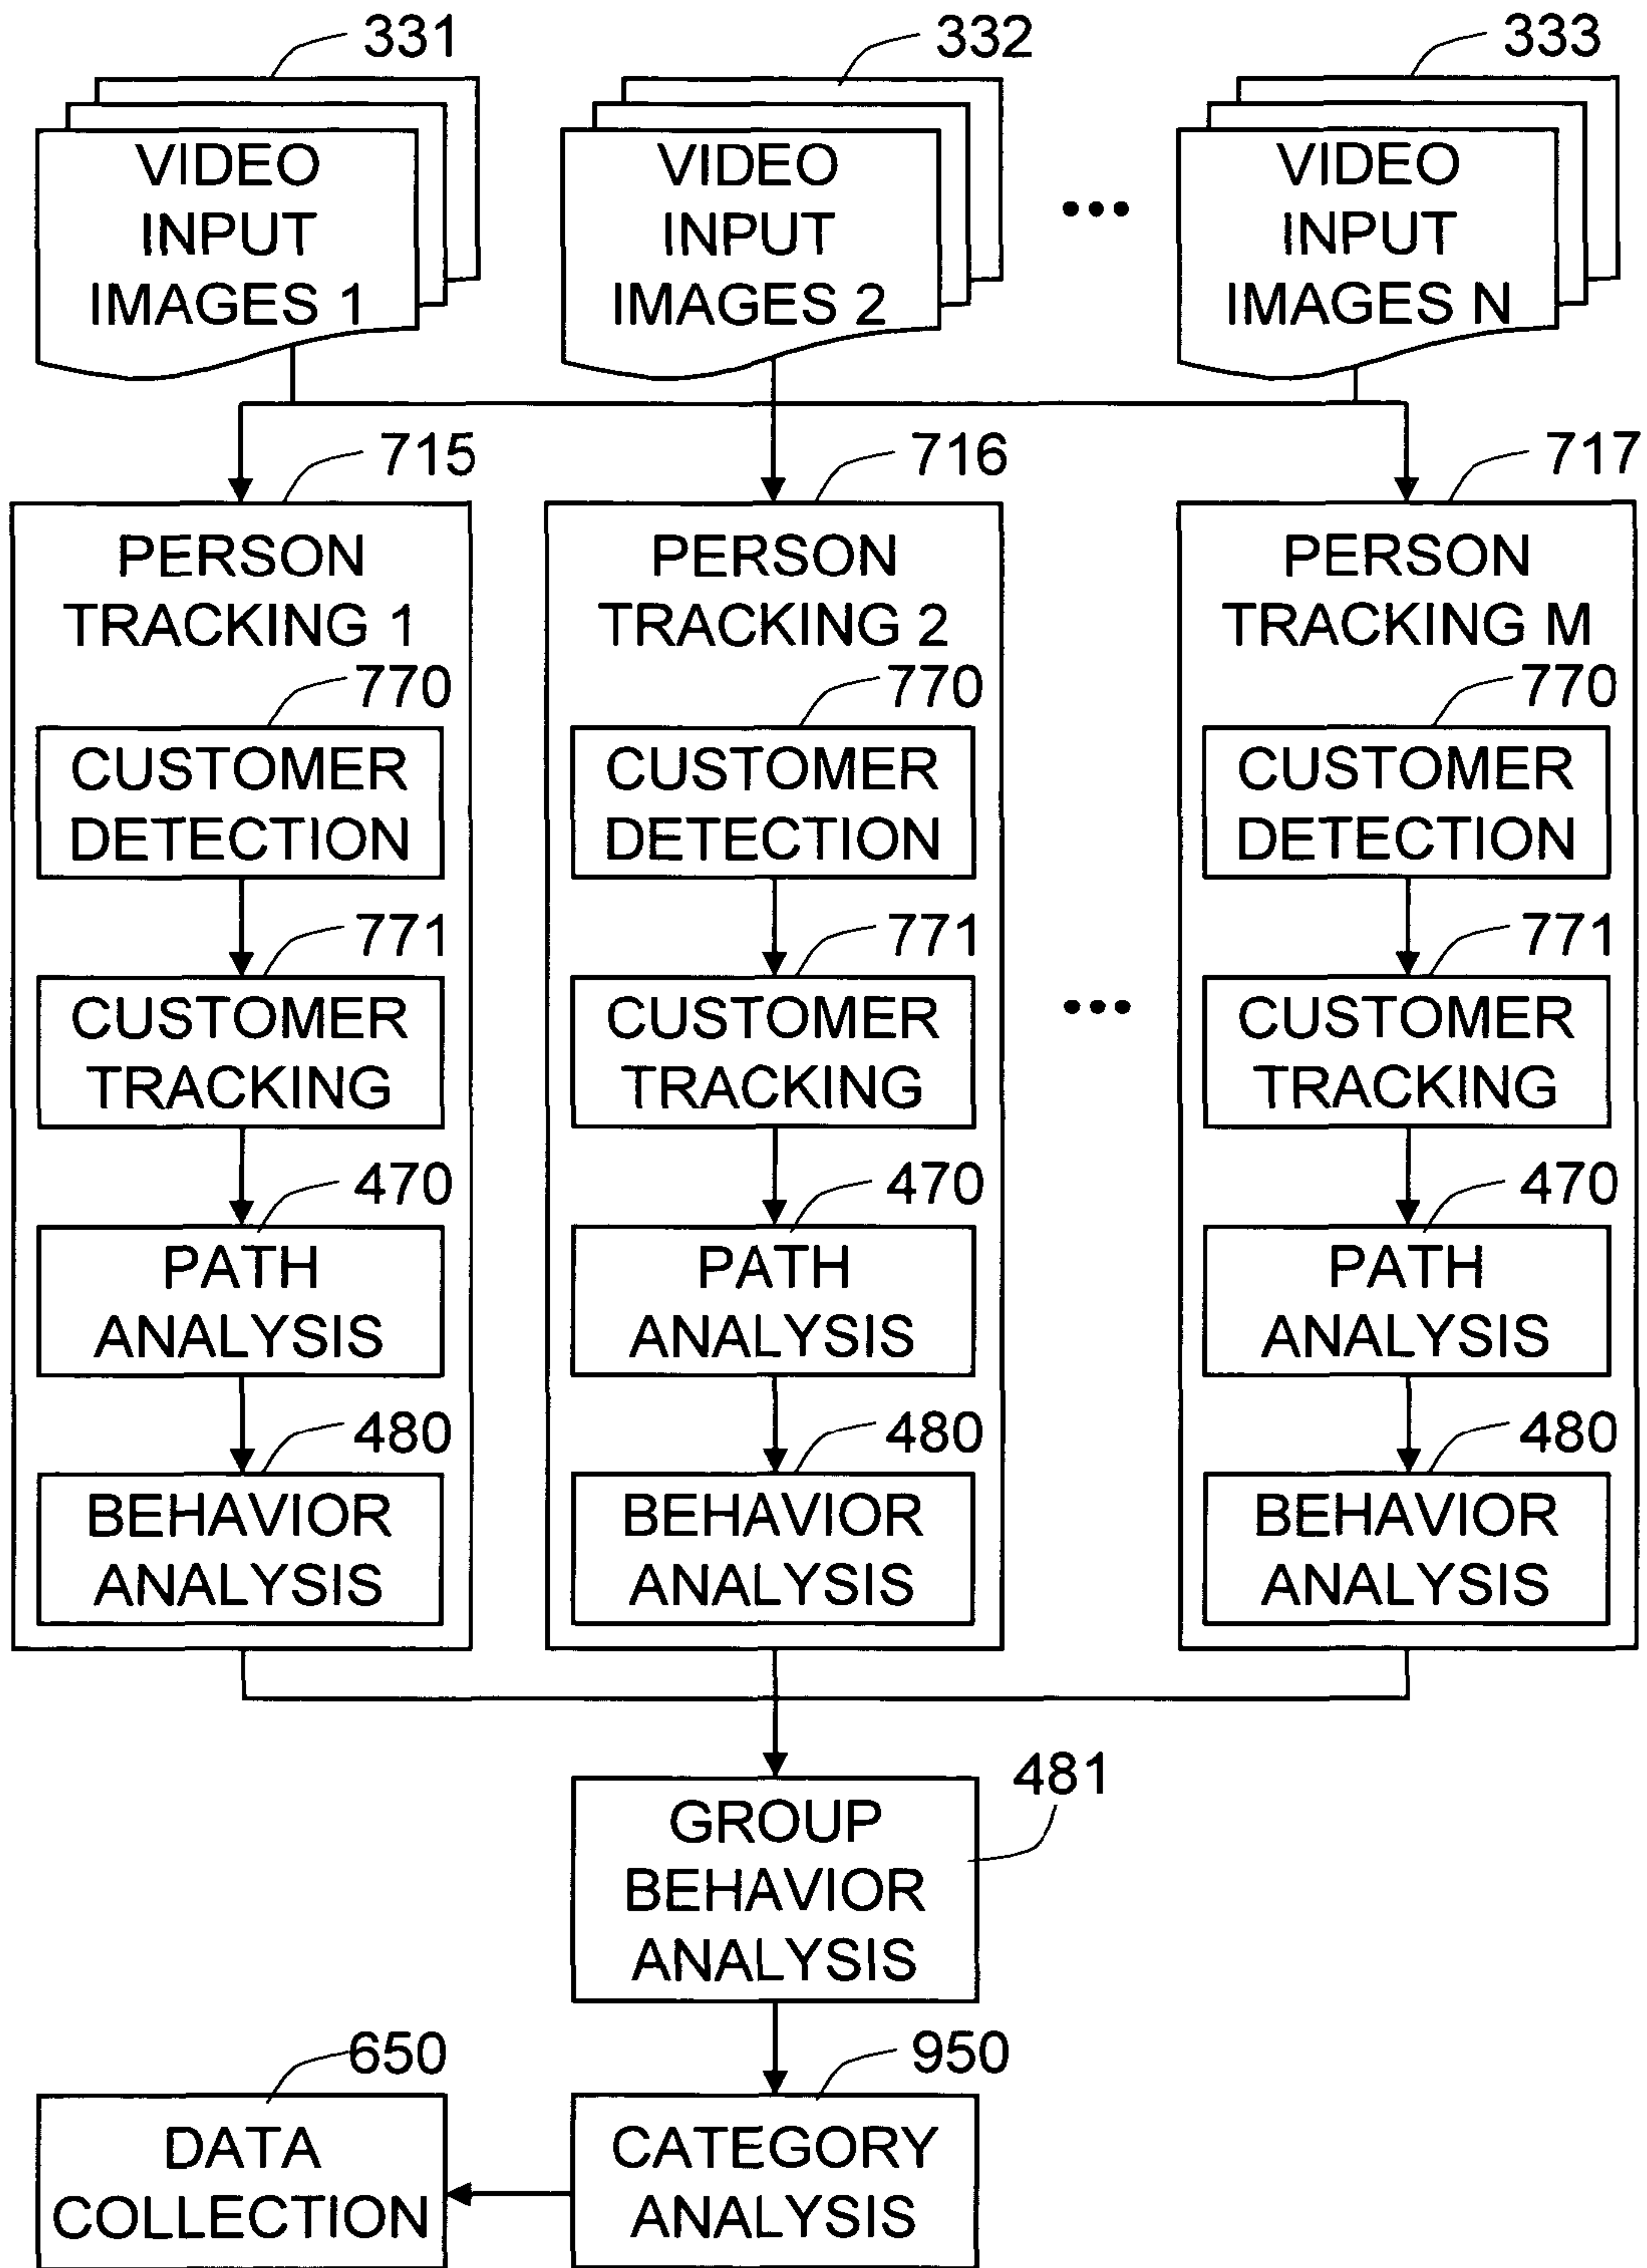 331
332
333
VIDEO
INPUT
IMAGES 1
VIDEO
INPUT
IMAGES 2
•••
VIDEO
INPUT
IMAGES N
715
716
717
PERSON
TRACKING 1
770
CUSTOMER
DETECTION
771
CUSTOMER
TRACKING
470
PATH
ANALYSIS
480
BEHAVIOR
ANALYSIS
PERSON
TRACKING 2
770
CUSTOMER
DETECTION
771
CUSTOMER
TRACKING
470
PATH
ANALYSIS
480
BEHAVIOR
ANALYSIS
•••
PERSON
TRACKING M
770
CUSTOMER
DETECTION
771
CUSTOMER
TRACKING
470
PATH
ANALYSIS
480
BEHAVIOR
ANALYSIS
481
GROUP
BEHAVIOR
ANALYSIS
650
DATA
COLLECTION
950
CATEGORY
ANALYSIS